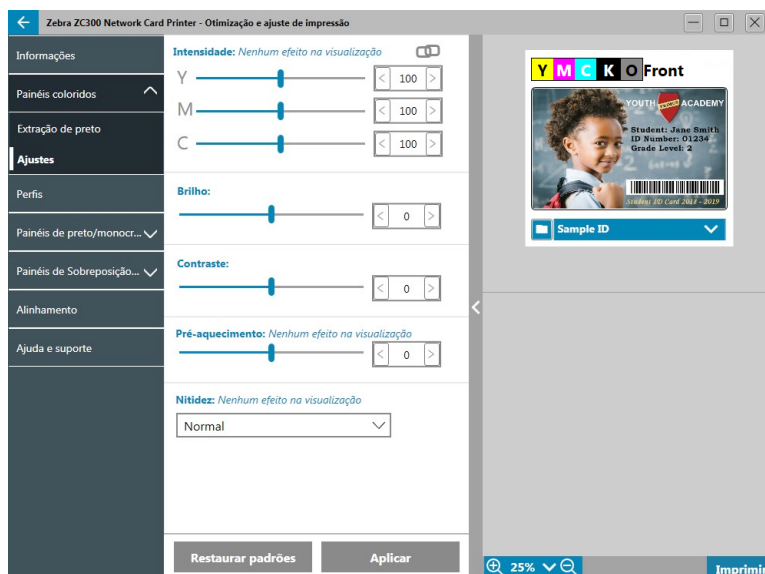 Zebra ZC300 Network Card Printer - Otimização e ajuste de impressão
Informações
Painéis coloridos
Extração de preto
Ajustes
Perfis
Painéis de preto/monocr...
Painéis de Sobreposição...
Alinhamento
Ajuda e suporte
Intensidade: Nenhum efeito na visualização
Y 100
M 100
C 100
Brilho:
0
Contraste:
0
Pré-aquecimento: Nenhum efeito na visualização
0
Nitidez: Nenhum efeito na visualização
Normal
Restaurar padrões Aplicar
Y M C K O Front
YOUTH ACADEMY
Student: Jane Smith
ID Number: 01234
Grade Level: 2
Student ID Card 2018 - 2019
Sample ID
25% Imprimir